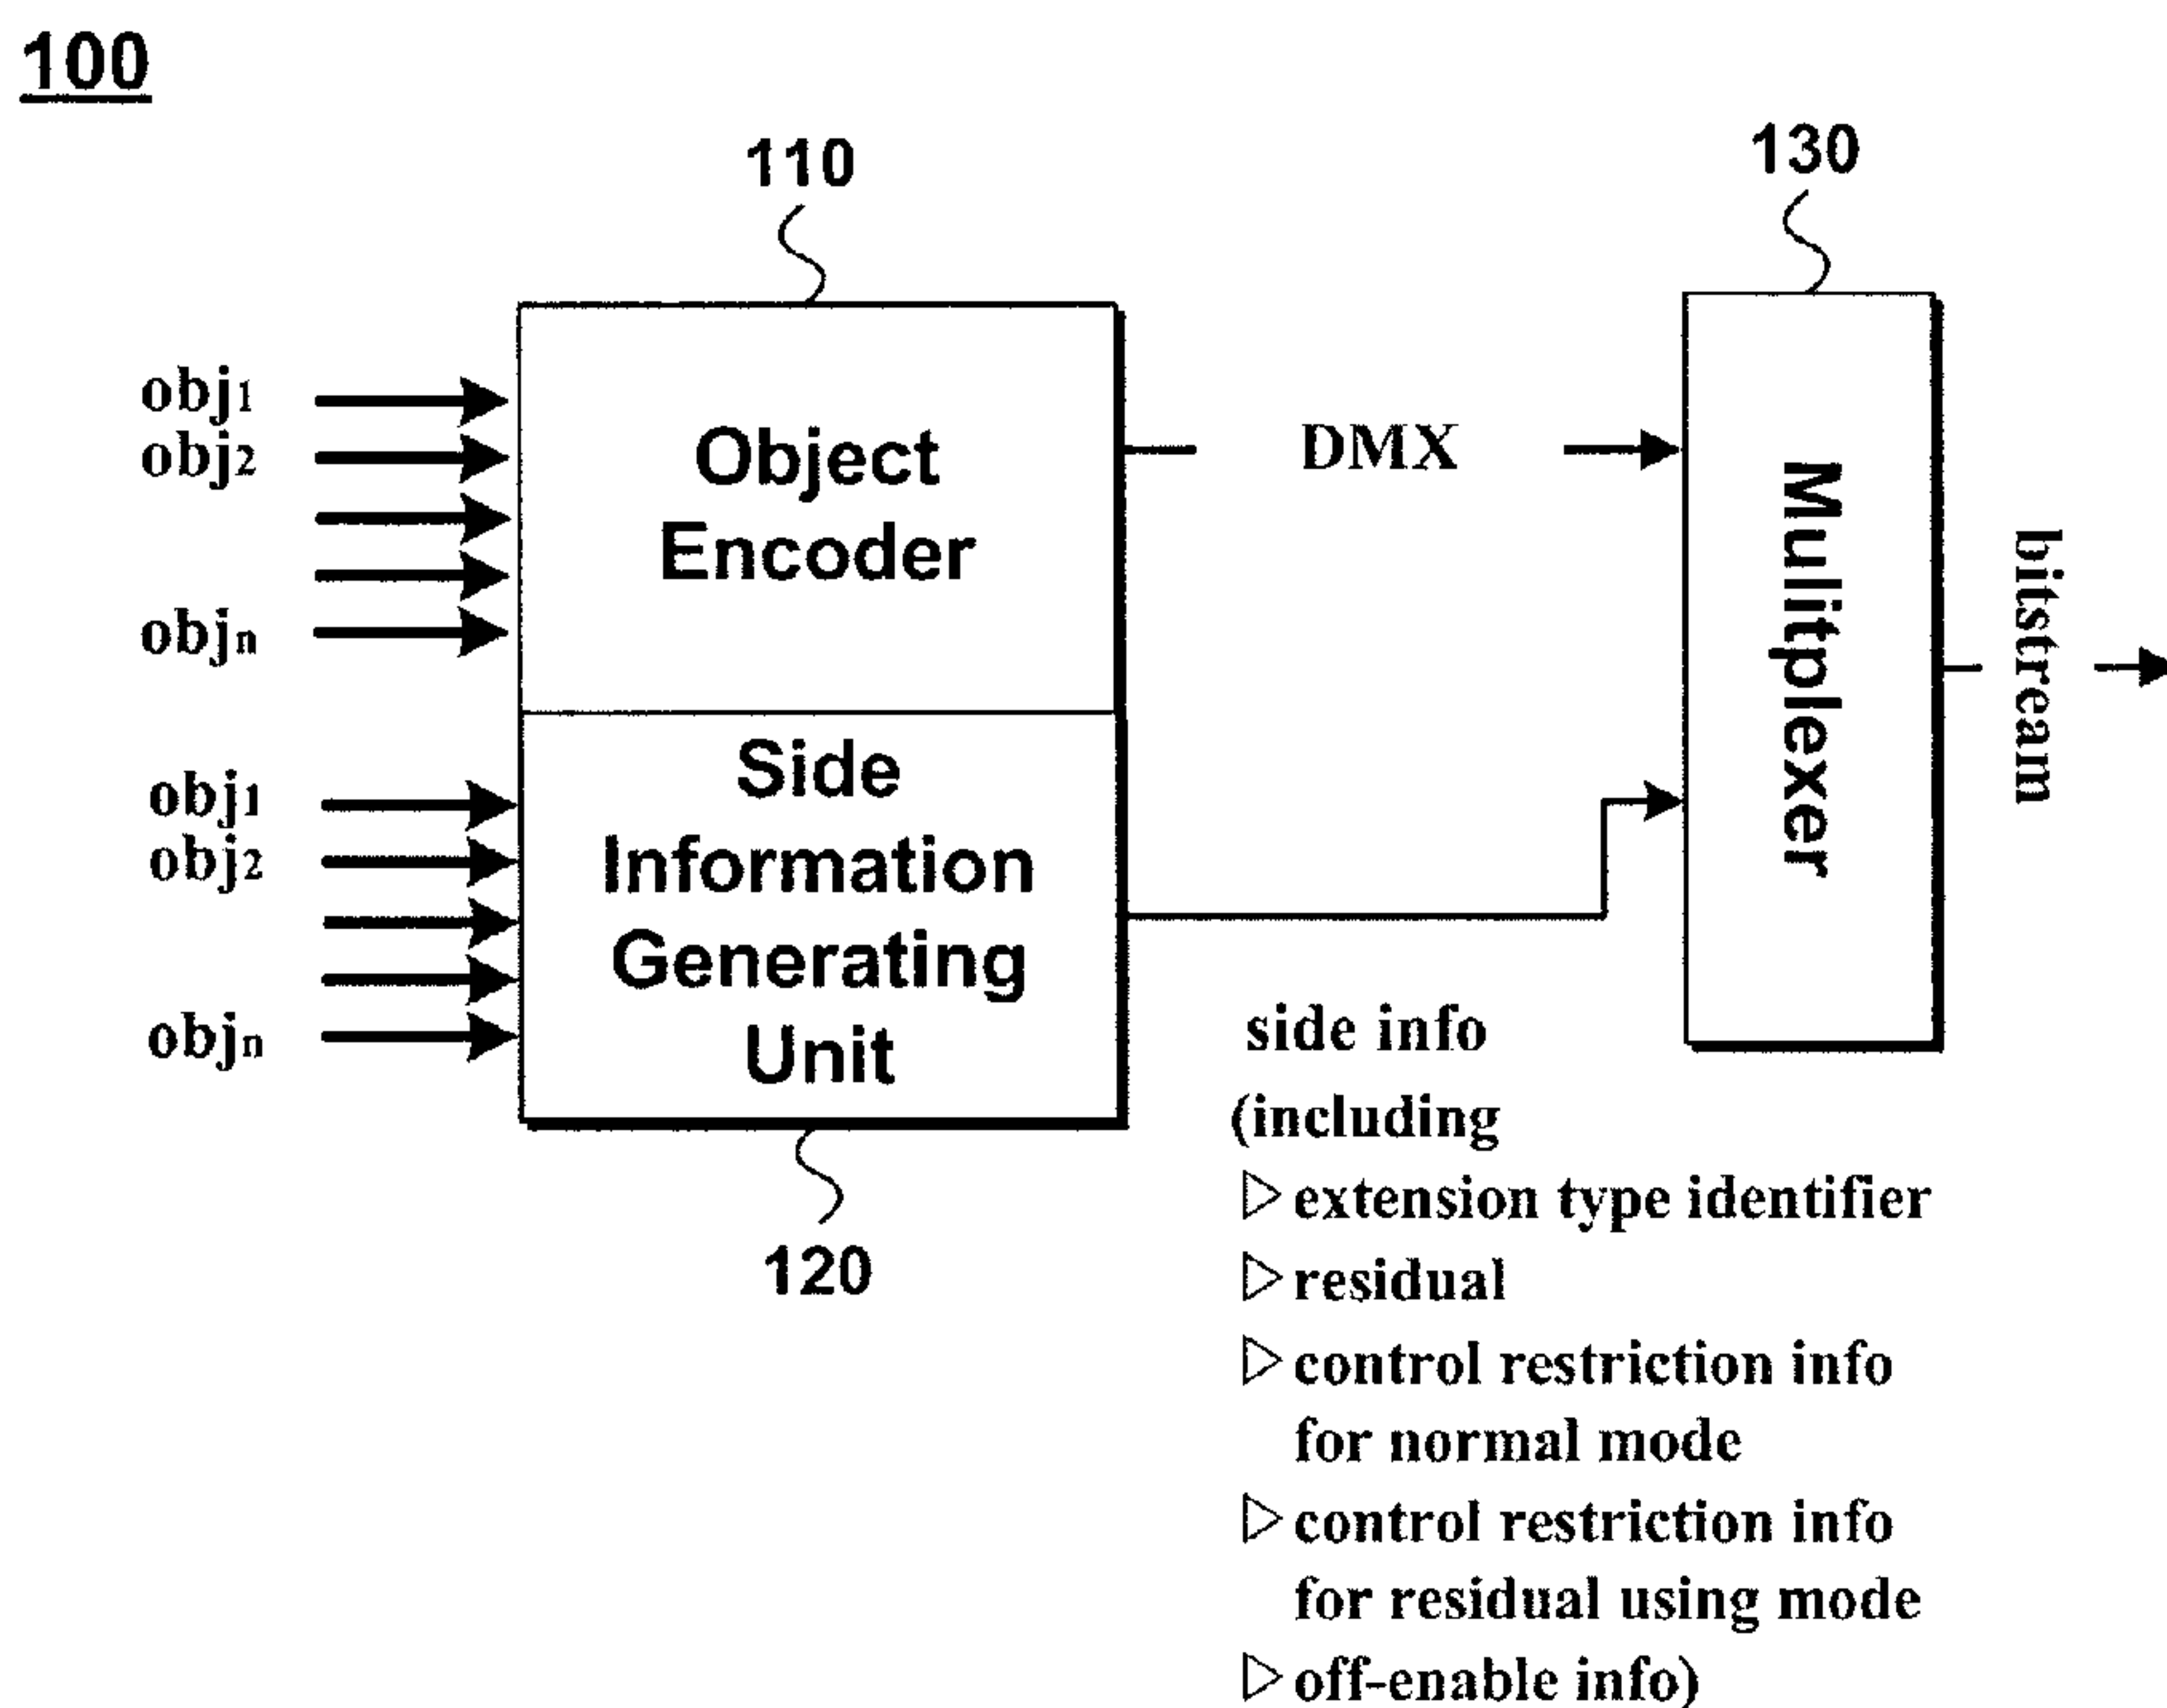 100
110
130
obj1
obj2
objn
Object
Encoder
DMX
Mulitplexer
bitstream
obj1
obj2
objn
Side
Information
Generating
Unit
120
side info
(including
▷ extension type identifier
▷ residual
▷ control restriction info
for normal mode
▷ control restriction info
for residual using mode
▷ off-enable info)